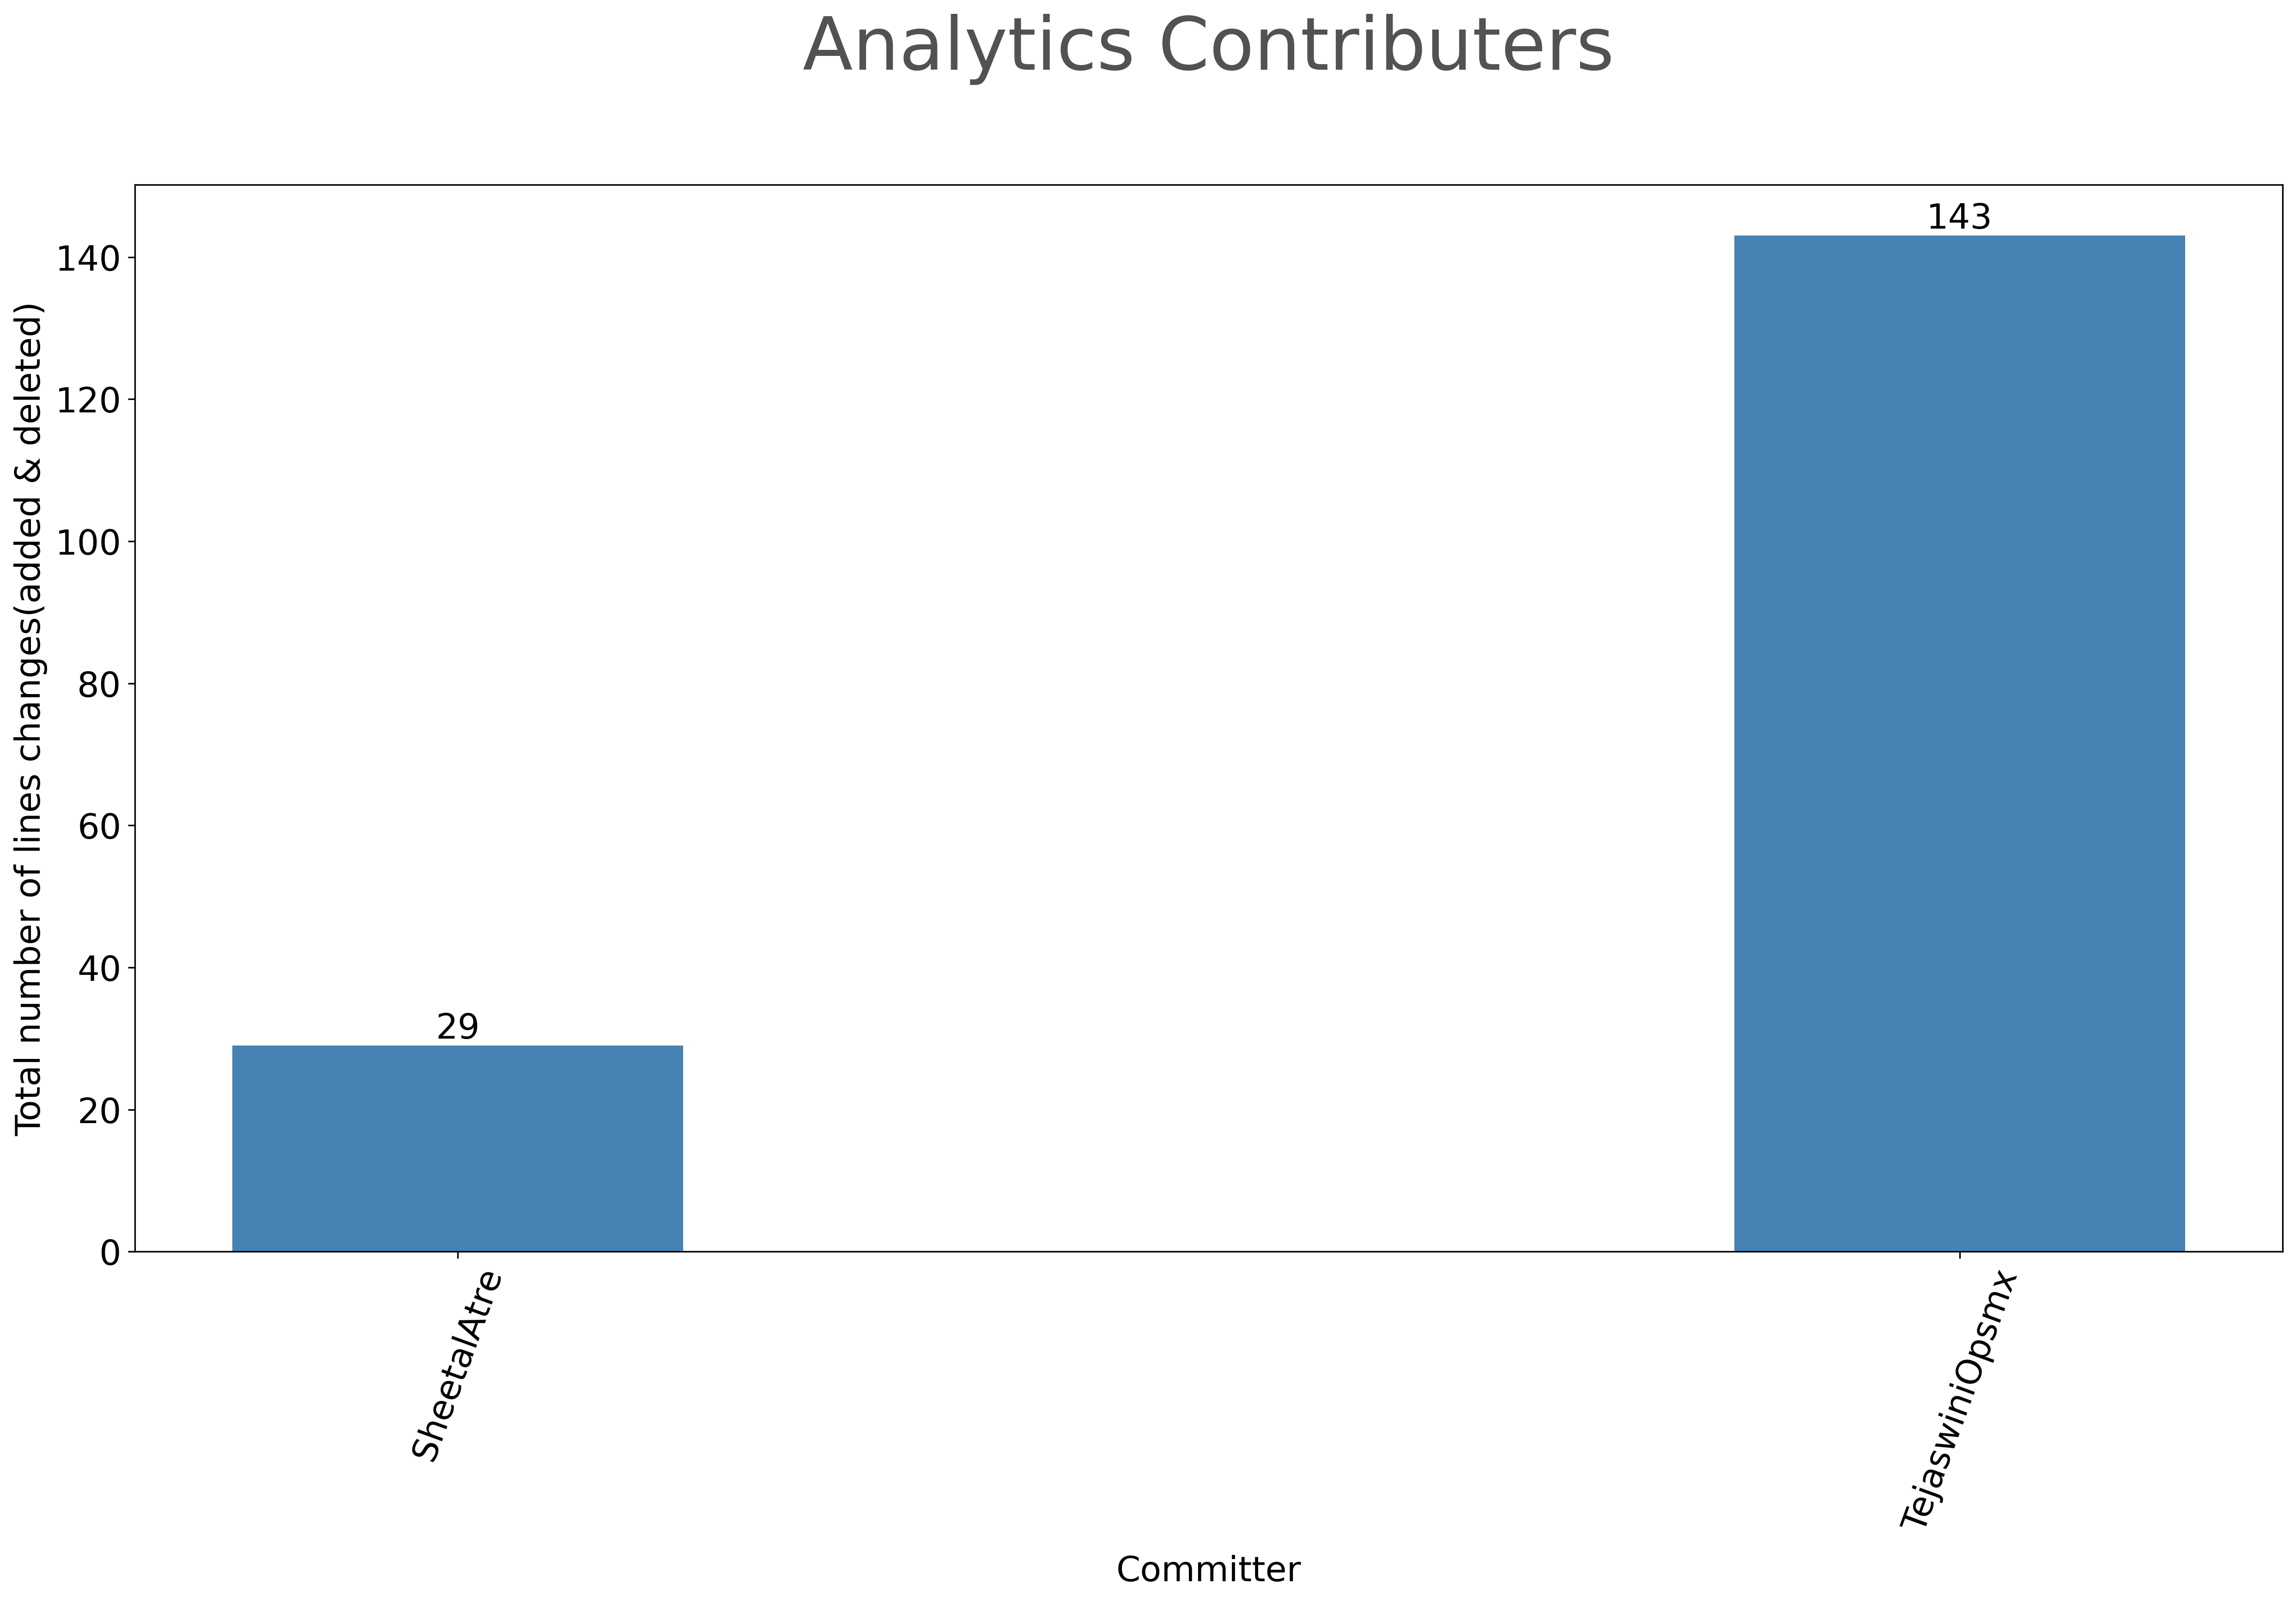 Analytics Contributers
Total number of lines changes(added & deleted)
140
120
100
80
60
40
20
0
143
29
SheetalAtre
TejaswiniOpsmx
Committer